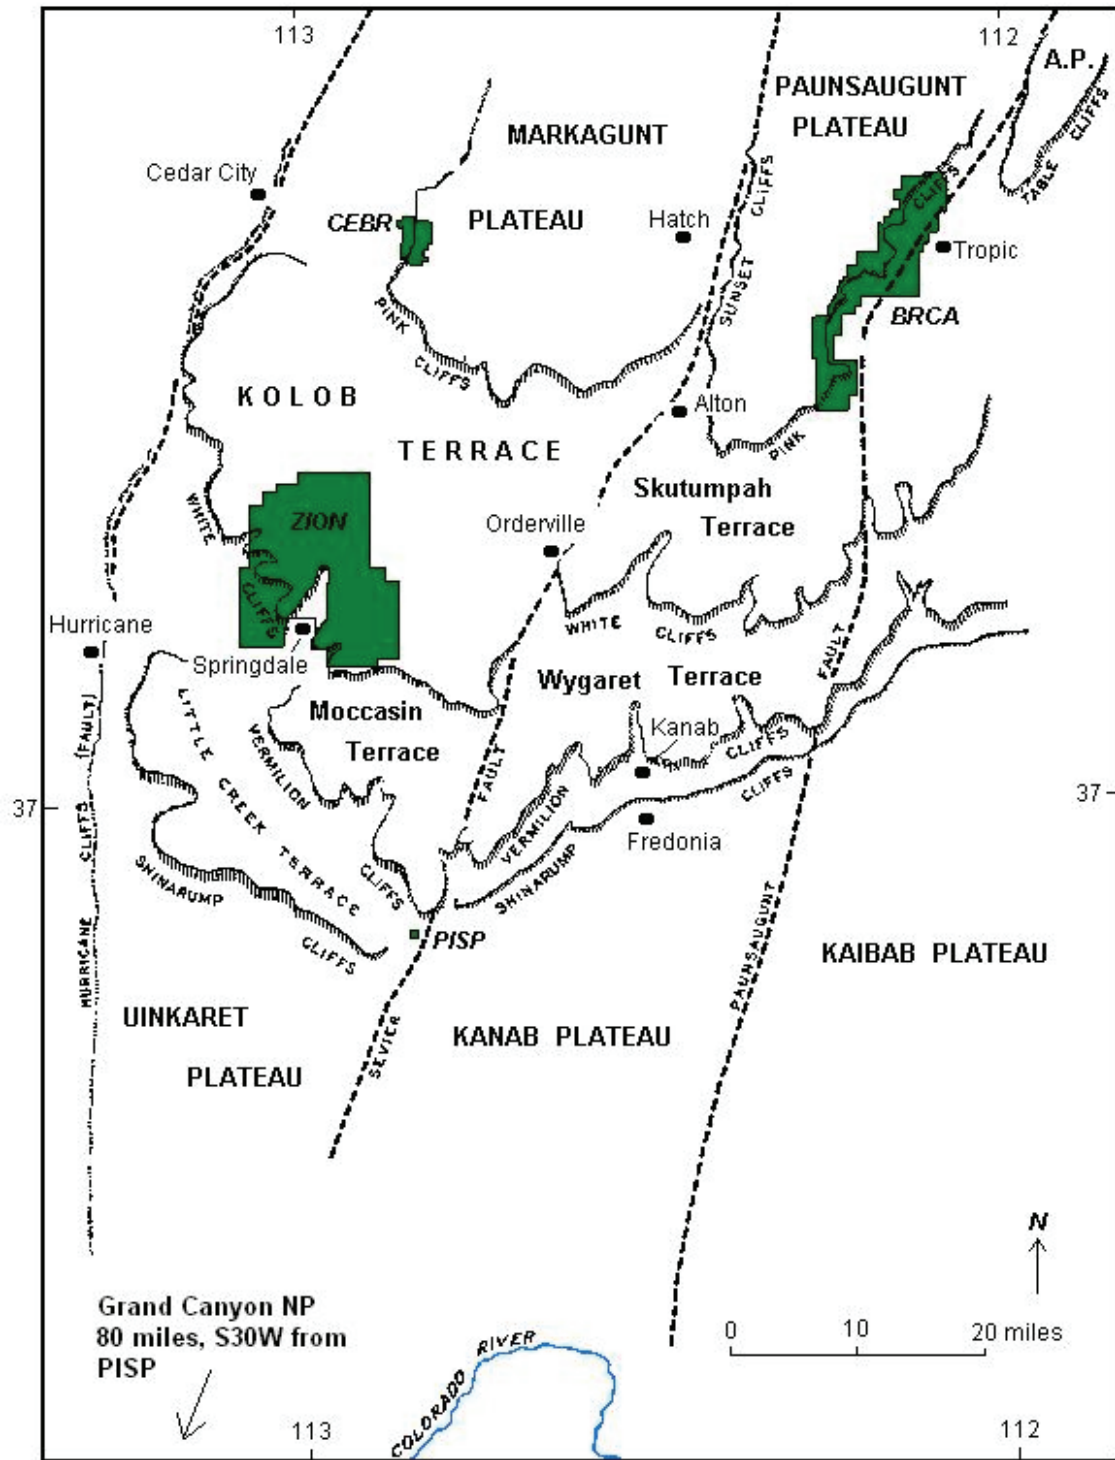 113
112
A.P.
PAUNSAUGUNT
PLATEAU
MARKAGUNT
PLATEAU
TABLE CLIFFS
CLIFFS
Cedar City
CEBR
Hatch
SUNSET CLIFFS
Tropic
BRCA
PINK CLIFFS
KOLOB
TERRACE
Alton
PINK
WHITE
CLIFFS
ZION
Skutumpah
Terrace
Orderville
WHITE CLIFFS
Hurricane
Springdale
Wygaret Terrace
FAULT
Moccasin
Terrace
LITTLE CREEK TERRACE
VERMILION
CLIFFS
Kanab
FAULT
VERMILION
CLIFFS
37
37
HURRICANE CLIFFS (FAULT)
Fredonia
SHINARUMP
CLIFFS
SHINARUMP
CLIFFS
PISP
KAIBAB PLATEAU
UINKARET
PLATEAU
SEVIER
KANAB PLATEAU
PAUNSAUGUNT
N
Grand Canyon NP
80 miles, S30W from
PISP
0 10 20 miles
COLORADO RIVER
113
112